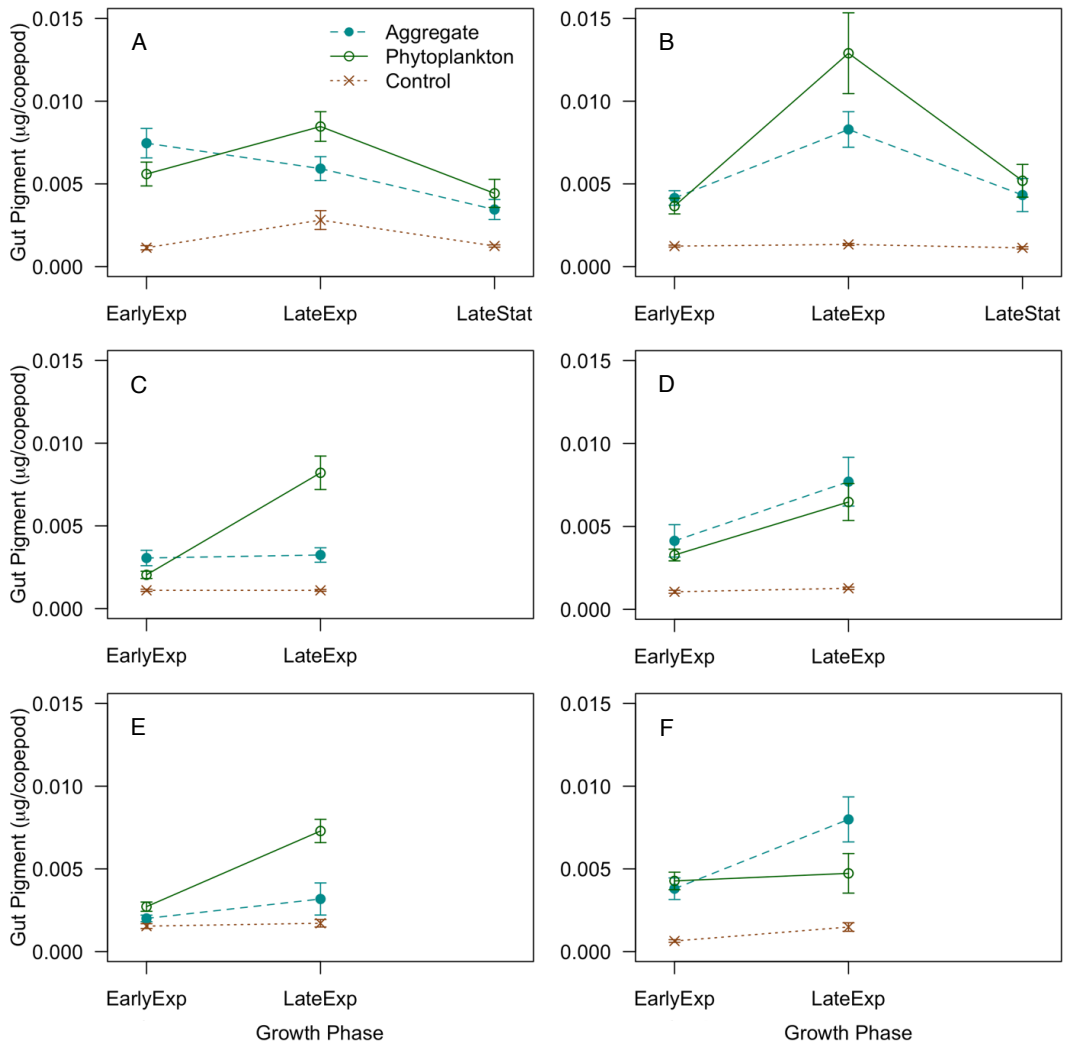 A
Aggregate
Phytoplankton
Control
Gut Pigment (μg/copepod)
0.015
0.010
0.005
0.000
EarlyExp LateExp LateStat
B
0.015
0.010
0.005
0.000
EarlyExp LateExp LateStat
C
Gut Pigment (μg/copepod)
0.015
0.010
0.005
0.000
EarlyExp LateExp
D
0.015
0.010
0.005
0.000
EarlyExp LateExp
E
Gut Pigment (μg/copepod)
0.015
0.010
0.005
0.000
EarlyExp LateExp
Growth Phase
F
0.015
0.010
0.005
0.000
EarlyExp LateExp
Growth Phase